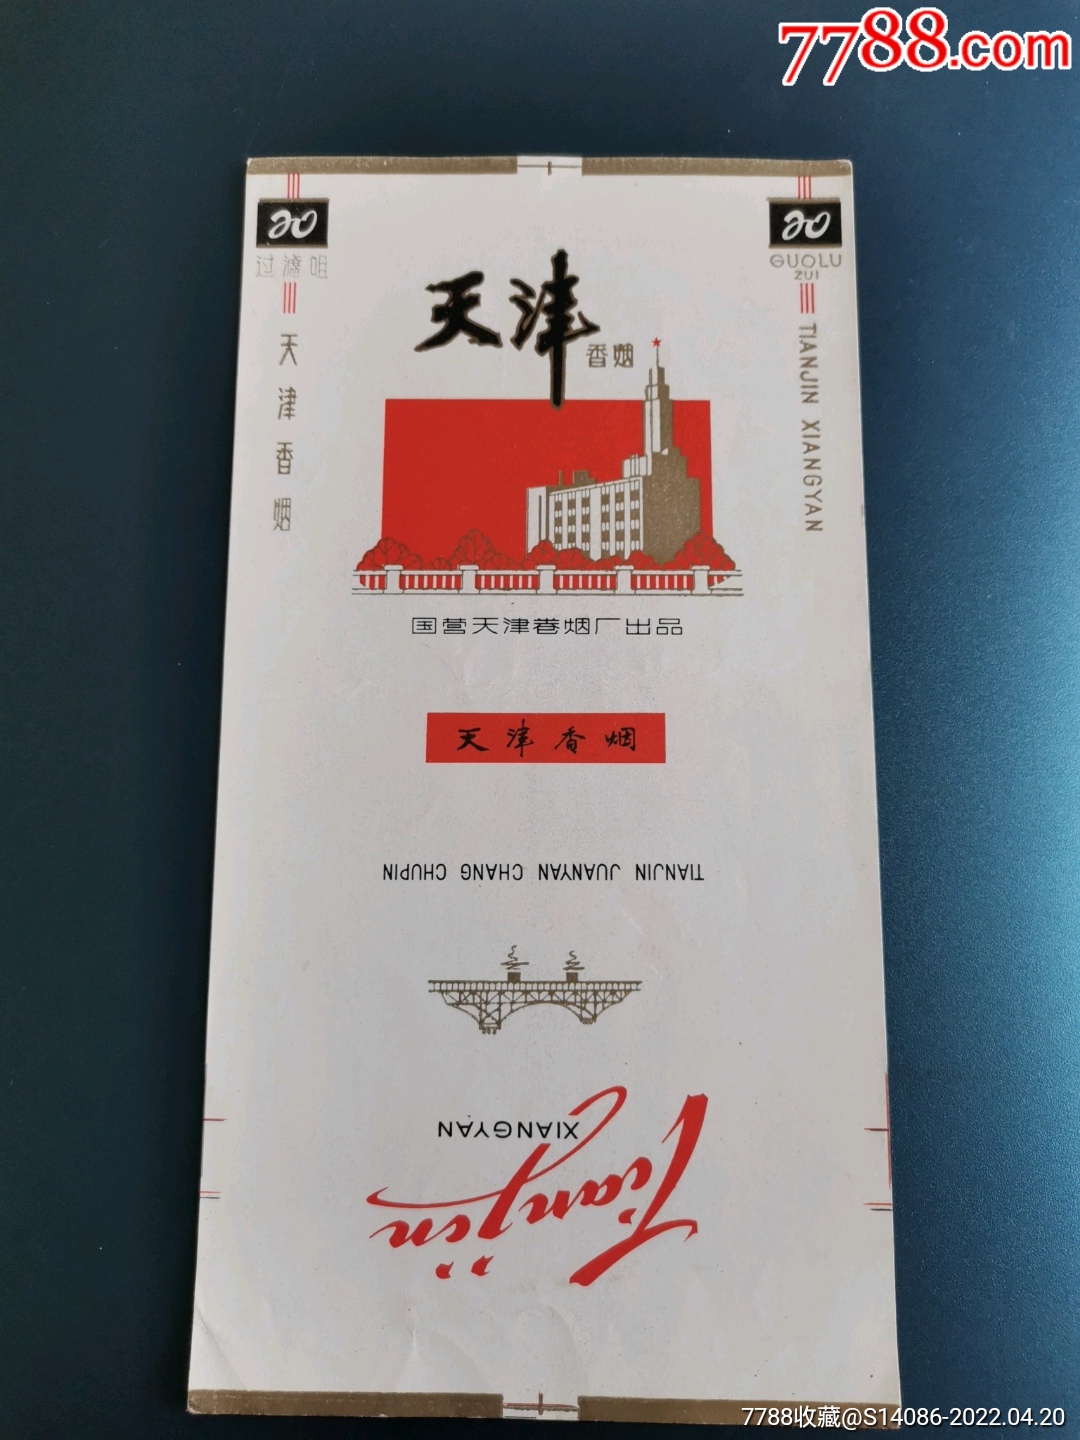 7788.com
20
过滤咀
天津香烟
20
GUOLU
ZUI
TIANJIN XIANGYAN
天津
香烟
国营天津卷烟厂出品
天津香烟
TIANJIN JUANYAN CHANG CHUPIN
Tianjin
XIANGYAN
7788收藏@S14086-2022.04.20